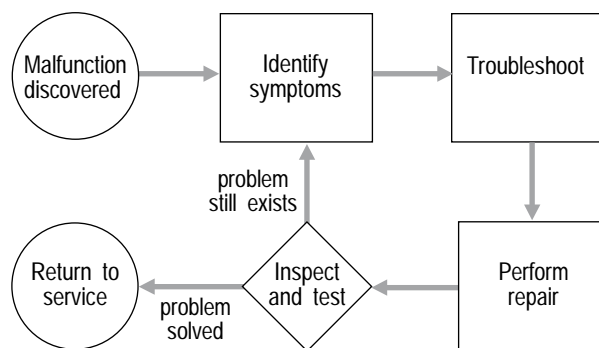 Malfunction
discovered
Identify
symptoms
Troubleshoot
problem
still exists
Return to
service
problem
solved
Inspect
and test
Perform
repair